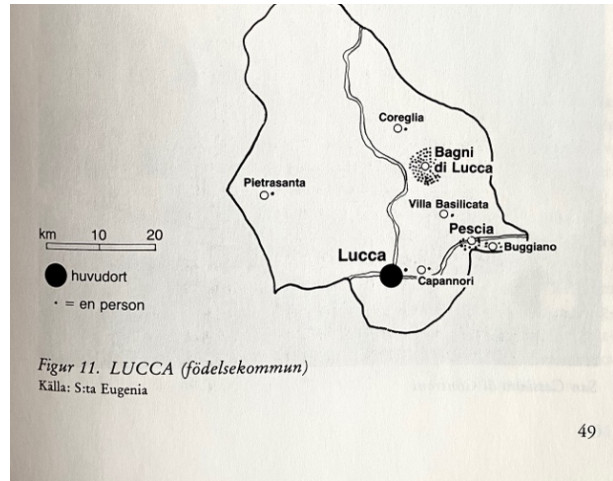 Coreglia
Bagni
di Lucca
Pietrasanta
Villa Basilicata
Pescia
Buggiano
Lucca
Capannori
km 10 20
huvudort
· = en person
Figur 11. LUCCA (födelsekommun)
Källa: S:ta Eugenia
49